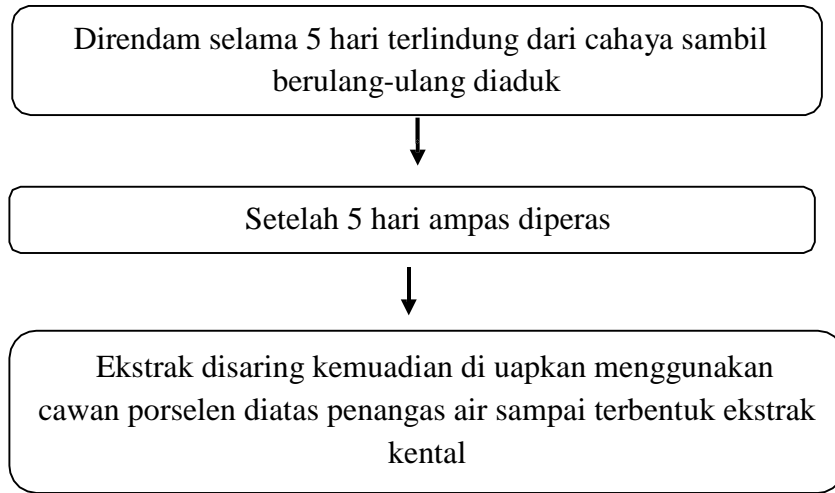 Direndam selama 5 hari terlindung dari cahaya sambil
berulang-ulang diaduk
Setelah 5 hari ampas diperas
Ekstrak disaring kemuadian di uapkan menggunakan
cawan porselen diatas penangas air sampai terbentuk ekstrak
kental